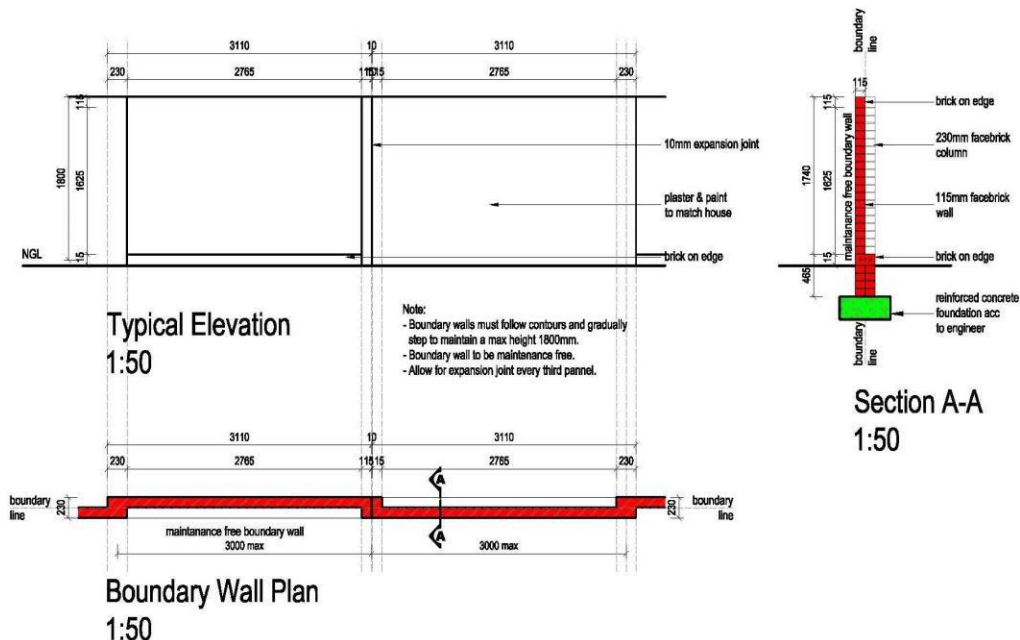 3110
10
3110
230
2765
115
115
2765
230
115
1800
1625
15
NGL
10mm expansion joint
plaster & paint
to match house
brick on edge
Typical Elevation
1:50
Note:
- Boundary walls must follow contours and gradually
step to maintain a max height 1800mm.
- Boundary wall to be maintenance free.
- Allow for expansion joint every third pannel.
boundary
line
115
115
1740
1625
15
465
maintanance free boundary wall
brick on edge
230mm facebrick
column
115mm facebrick
wall
brick on edge
reinforced concrete
foundation acc
to engineer
boundary
line
Section A-A
1:50
3110
10
3110
230
2765
115
115
2765
230
A
boundary
line
230
230
boundary
line
A
maintanance free boundary wall
3000 max
3000 max
Boundary Wall Plan
1:50